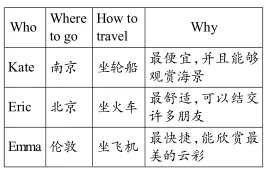 Who Where to go How to travel Why
Kate 南京 坐轮船 最便宜,并且能够观赏海景
Eric 北京 坐火车 最舒适,可以结交许多朋友
Emma 伦敦 坐飞机 最快捷,能欣赏最美的云彩